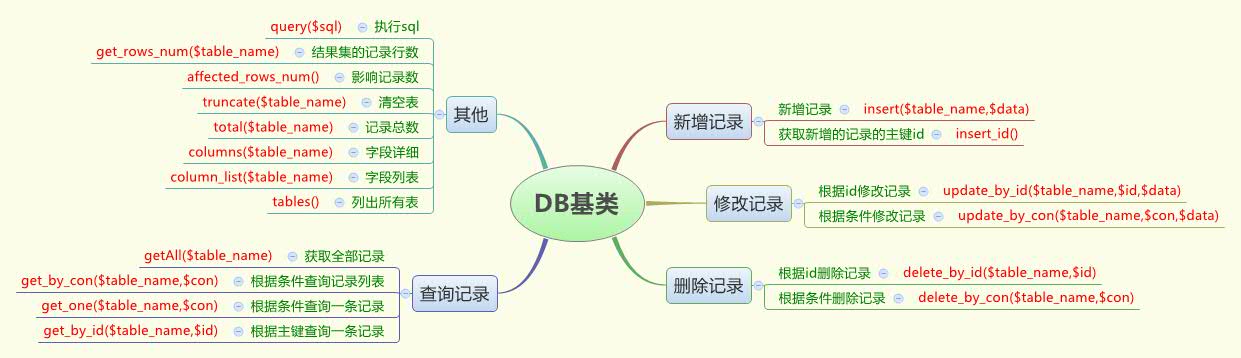 DB基类
新增记录
新增记录 insert($table_name,$data)
获取新增的记录的主键id insert_id()
修改记录
根据id修改记录 update_by_id($table_name,$id,$data)
根据条件修改记录 update_by_con($table_name,$con,$data)
删除记录
根据id删除记录 delete_by_id($table_name,$id)
根据条件删除记录 delete_by_con($table_name,$con)
其他
query($sql) 执行sql
get_rows_num($table_name) 结果集的记录行数
affected_rows_num() 影响记录数
truncate($table_name) 清空表
total($table_name) 记录总数
columns($table_name) 字段详细
column_list($table_name) 字段列表
tables() 列出所有表
查询记录
getAll($table_name) 获取全部记录
get_by_con($table_name,$con) 根据条件查询记录列表
get_one($table_name,$con) 根据条件查询一条记录
get_by_id($table_name,$id) 根据主键查询一条记录